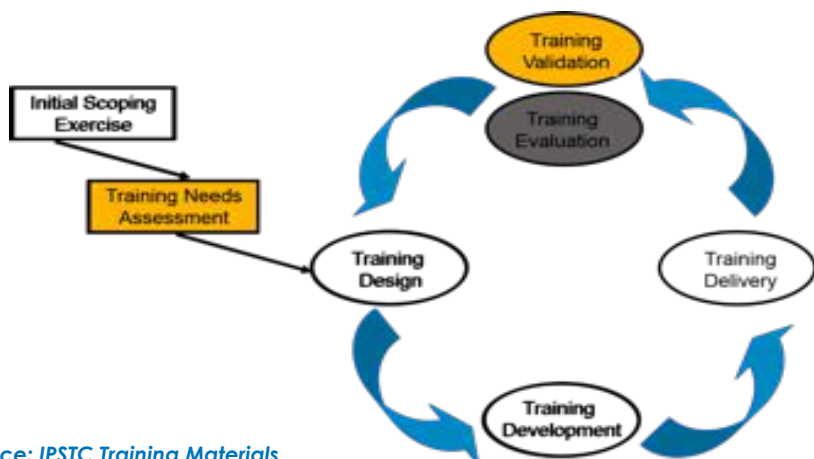 Training
Validation
Initial Scoping
Exercise
Training
Evaluation
Training Needs
Assessment
Training
Design
Training
Delivery
Training
Development
ce: IPSTC Training Materials